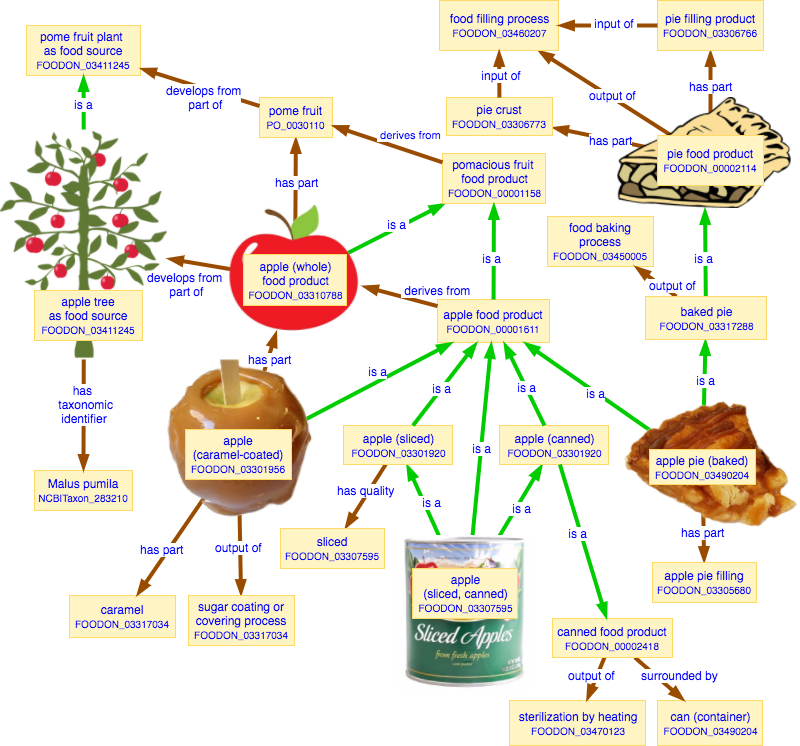 food filling process
FOODON_03460207
input of
pie filling product
FOODON_03306766
pome fruit plant
as food source
FOODON_03411245
is a
develops from
part of
pome fruit
PO_0030110
input of
has part
output of
pie crust
FOODON_03306773
has part
derives from
pie food product
FOODON_00002114
pomacious fruit
food product
FOODON_00001158
has part
is a
food baking
process
FOODON_03450005
is a
is a
output of
develops from
part of
apple (whole)
food product
FOODON_03310788
derives from
apple tree
as food source
FOODON_03411245
apple food product
FOODON_00001611
baked pie
FOODON_03317288
has part
is a
is a
is a
is a
is a
has
taxonomic
identifier
apple
(caramel-coated)
FOODON_03301956
apple (sliced)
FOODON_03301920
is a
apple (canned)
FOODON_03301920
apple pie (baked)
FOODON_03490204
Malus pumila
NCBITaxon_283210
has quality
is a
is a
is a
has part
has part
output of
sliced
FOODON_03307595
apple
(sliced, canned)
FOODON_03307595
apple pie filling
FOODON_03305680
caramel
FOODON_03317034
sugar coating or
covering process
FOODON_03317034
Sliced Apples
from fresh apples
canned food product
FOODON_00002418
output of
surrounded by
sterilization by heating
FOODON_03470123
can (container)
FOODON_03490204